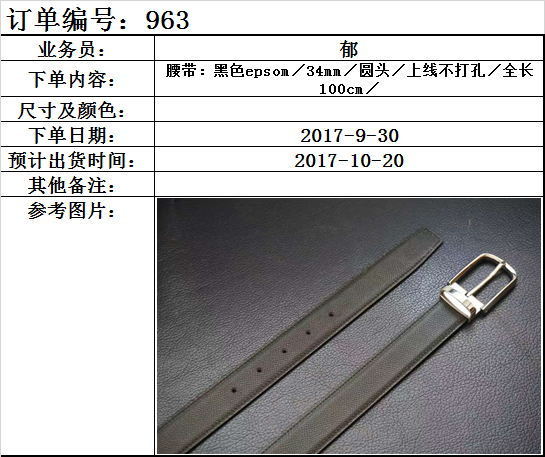 订单编号：963
业务员： 郁
下单内容： 腰带：黑色epsom／34mm／圆头／上线不打孔／全长
100cm／
尺寸及颜色：
下单日期： 2017-9-30
预计出货时间： 2017-10-20
其他备注：
参考图片：